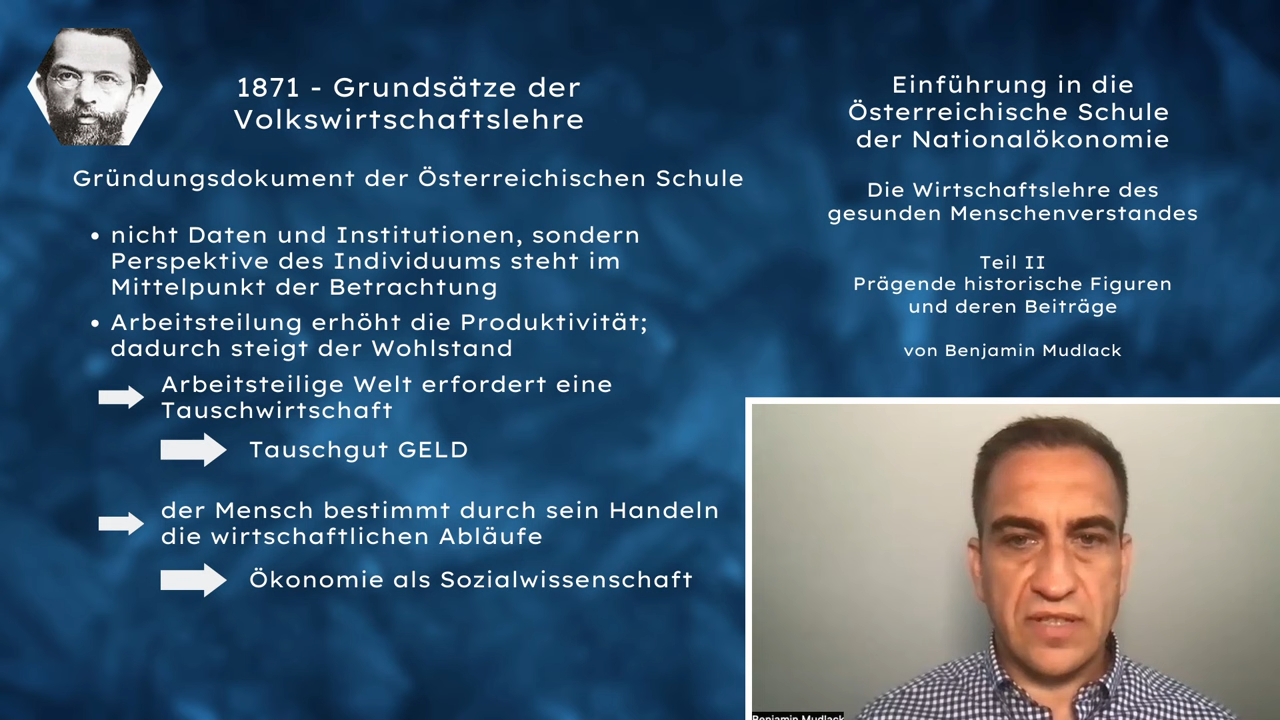 1871 - Grundsätze der
Volkswirtschaftslehre
Gründungsdokument der Österreichischen Schule
• nicht Daten und Institutionen, sondern
Perspektive des Individuums steht im
Mittelpunkt der Betrachtung
• Arbeitsteilung erhöht die Produktivität;
dadurch steigt der Wohlstand
Arbeitsteilige Welt erfordert eine
Tauschwirtschaft
Tauschgut GELD
der Mensch bestimmt durch sein Handeln
die wirtschaftlichen Abläufe
Ökonomie als Sozialwissenschaft
Einführung in die
Österreichische Schule
der Nationalökonomie
Die Wirtschaftslehre des
gesunden Menschenverstandes
Teil II
Prägende historische Figuren
und deren Beiträge
von Benjamin Mudlack
Benjamin Mudlack